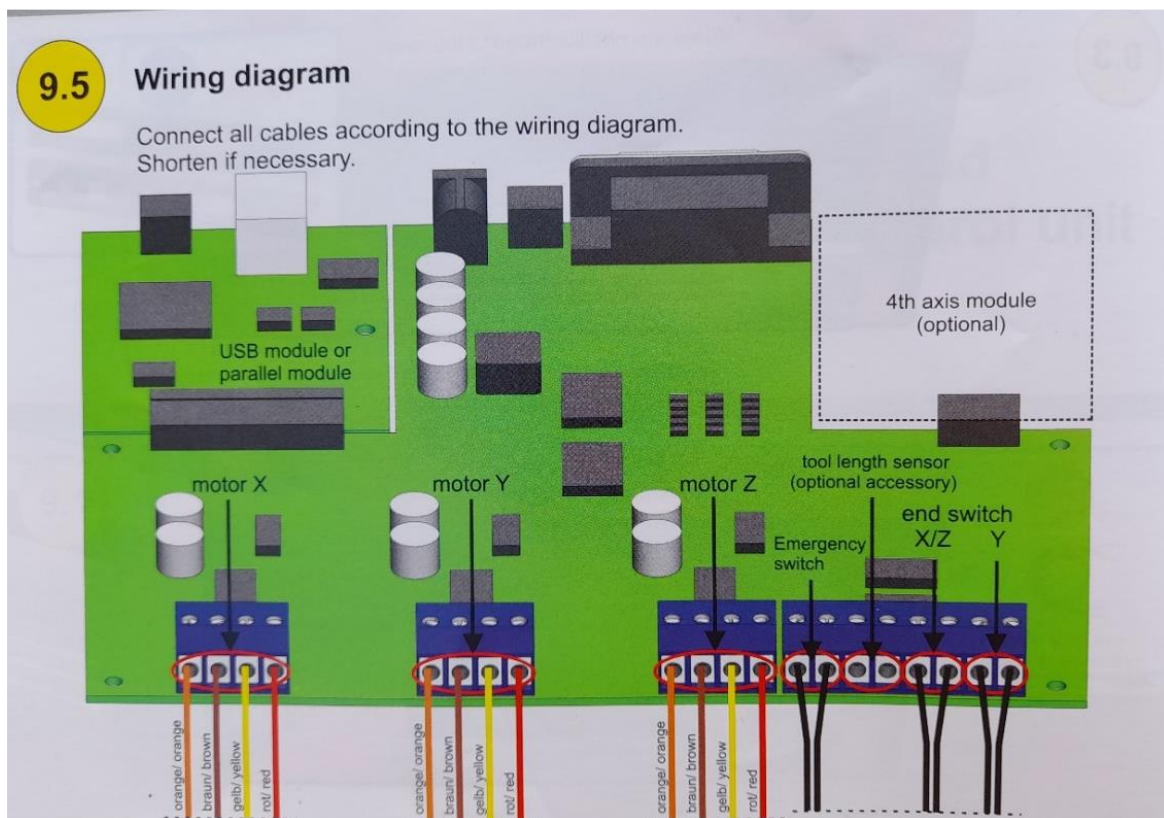 9.5
Wiring diagram
Connect all cables according to the wiring diagram.
Shorten if necessary.
4th axis module
(optional)
USB module or
parallel module
motor X
motor Y
motor Z
tool length sensor
(optional accessory)
end switch
X/Z
Y
Emergency
switch
orange/ orange
braun/ brown
gelb/ yellow
rot/ red
orange/ orange
braun/ brown
gelb/ yellow
rot/ red
orange/ orange
braun/ brown
gelb/ yellow
rot/ red